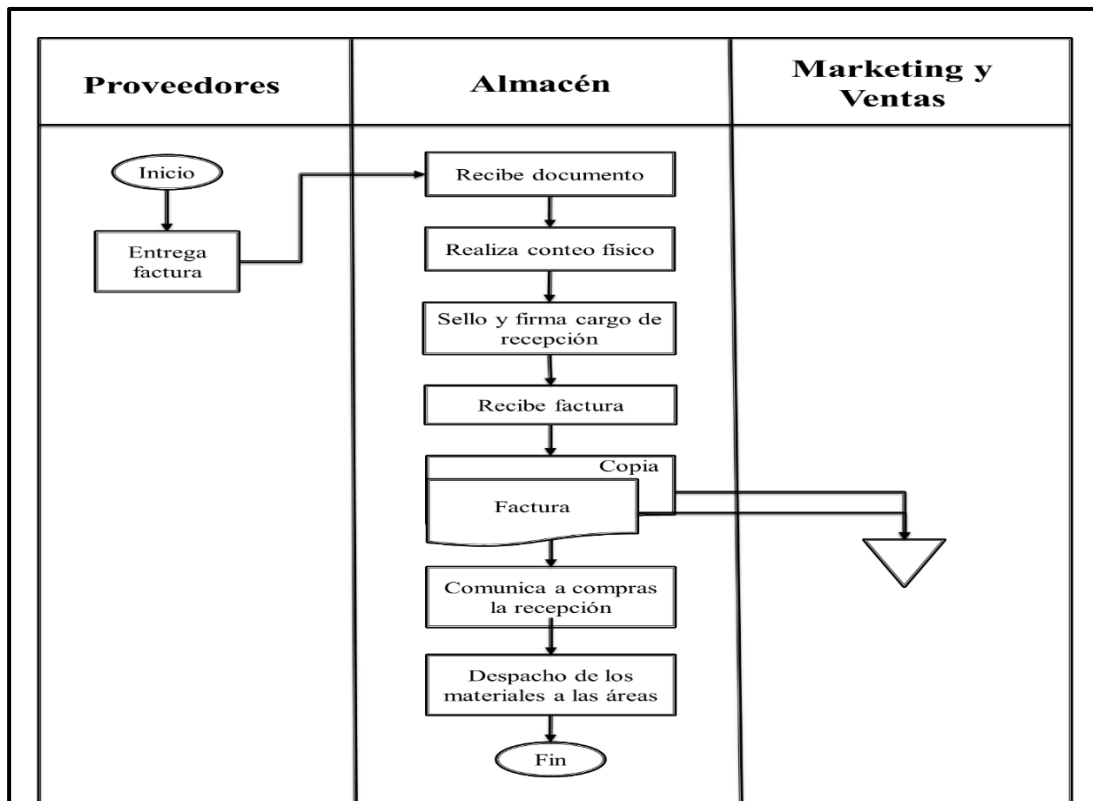 Proveedores
Almacén
Marketing y
Ventas
Inicio
Entrega
factura
Recibe documento
Realiza conteo físico
Sello y firma cargo de
recepción
Recibe factura
Copia
Factura
Comunica a compras
la recepción
Despacho de los
materiales a las áreas
Fin